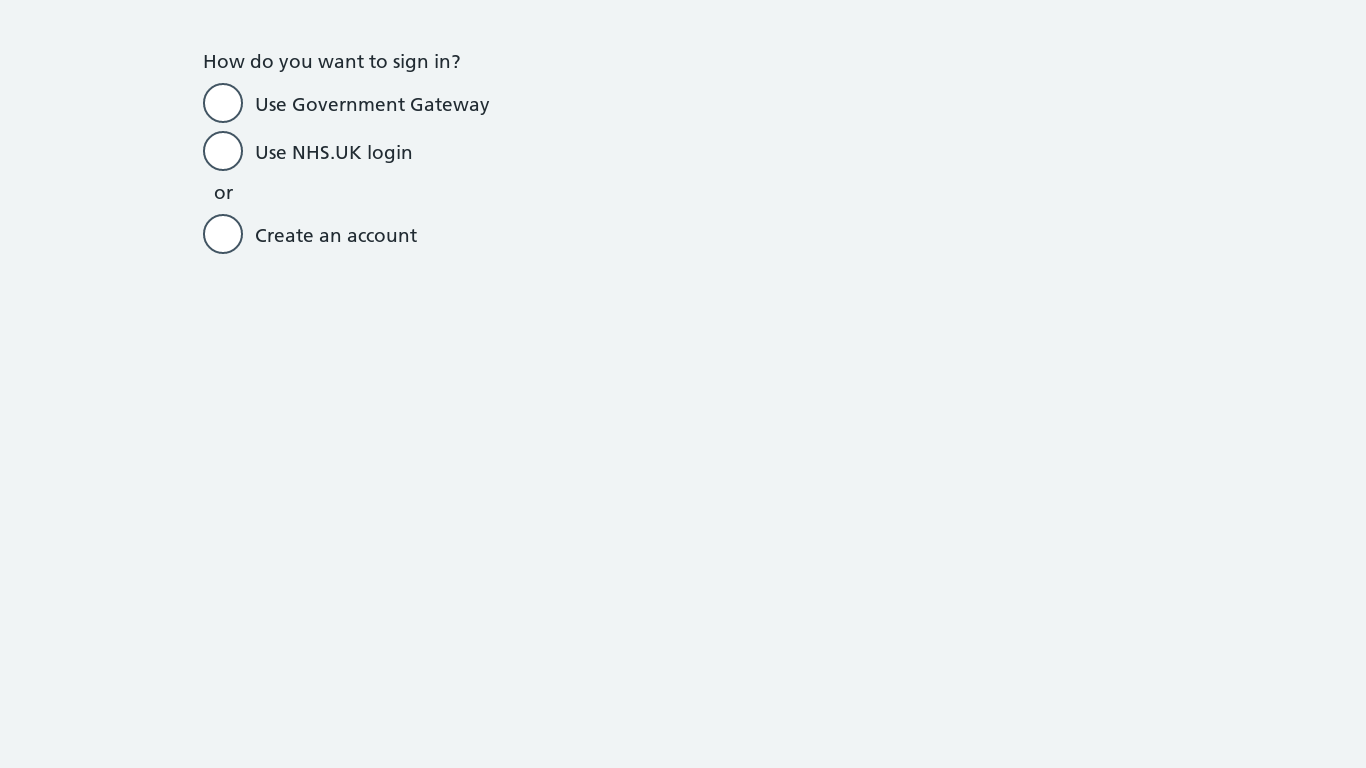 How do you want to sign in?
Use Government Gateway
Use NHS.UK login
or
Create an account